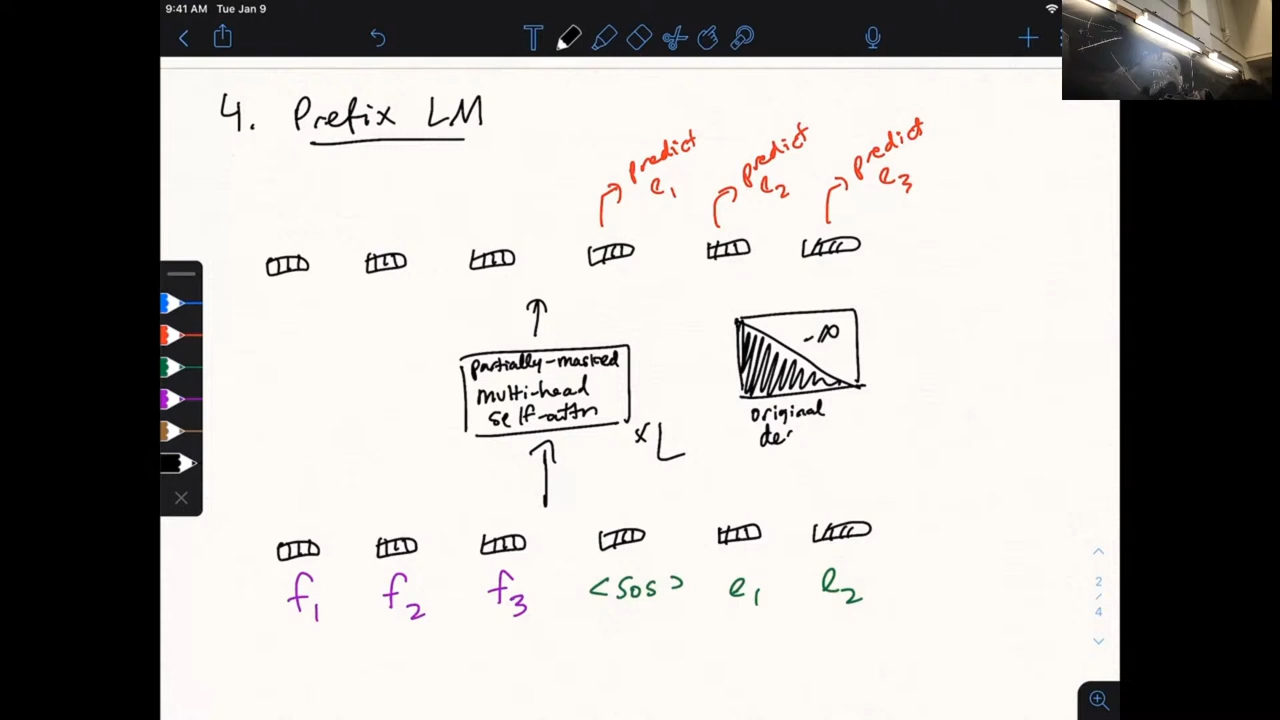 9:41 AM Tue Jan 9
4. Prefix LM
predict e1
predict e2
predict e3
partially-masked
multi-head
self-attn
× L
-∞
original
de
f1 f2 f3 <sos> e1 e2
2
/
4